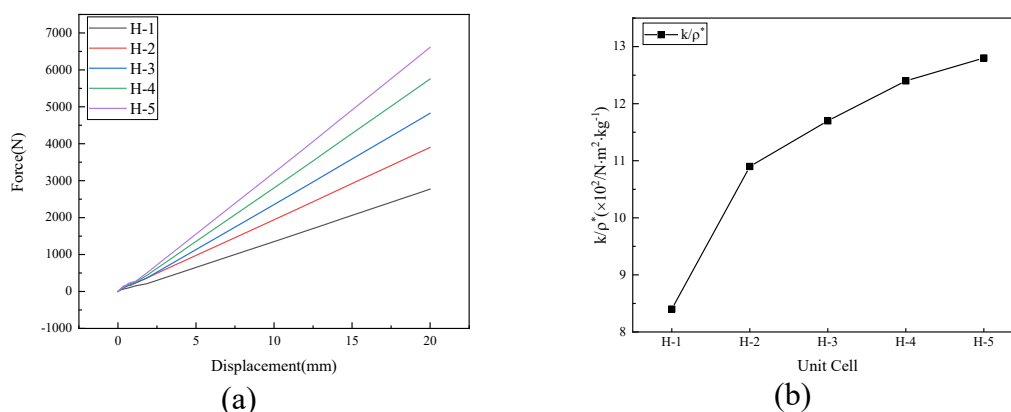 7000
6000
5000
4000
3000
2000
1000
0
-1000
Force(N)
H-1
H-2
H-3
H-4
H-5
0 5 10 15 20
Displacement(mm)
(a)
13
12
11
10
9
8
k/ρ*(×10²/N·m²·kg⁻¹)
k/ρ*
H-1 H-2 H-3 H-4 H-5
Unit Cell
(b)